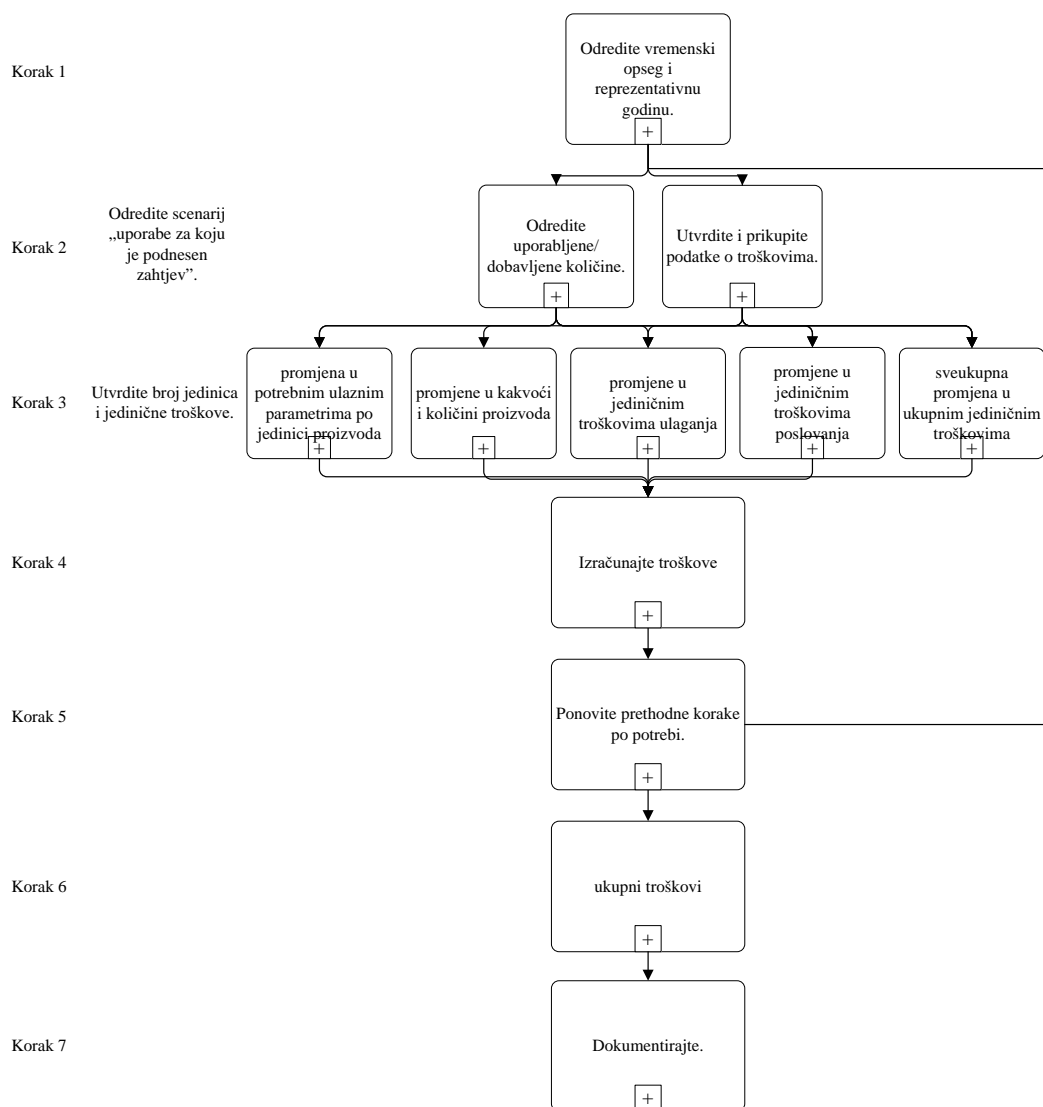 Korak 1
Odredite vremenski
opseg i
reprezentativnu
godinu.
+
Korak 2
Odredite scenarij
„uporabe za koju
je podnesen
zahtjev”.
Odredite
uporabljene/
dobavljene količine.
+
Utvrdite i prikupite
podatke o troškovima.
+
Korak 3
Utvrdite broj jedinica
i jedinične troškove.
promjena u
potrebnim ulaznim
parametrima po
jedinici proizvoda
+
promjene u kakvoći
i količini proizvoda
+
promjene u
jediničnim
troškovima ulaganja
+
promjene u
jediničnim
troškovima
poslovanja
+
sveukupna
promjena u
ukupnim jediničnim
troškovima
+
Korak 4
Izračunajte troškove
+
Korak 5
Ponovite prethodne korake
po potrebi.
+
Korak 6
ukupni troškovi
+
Korak 7
Dokumentirajte.
+